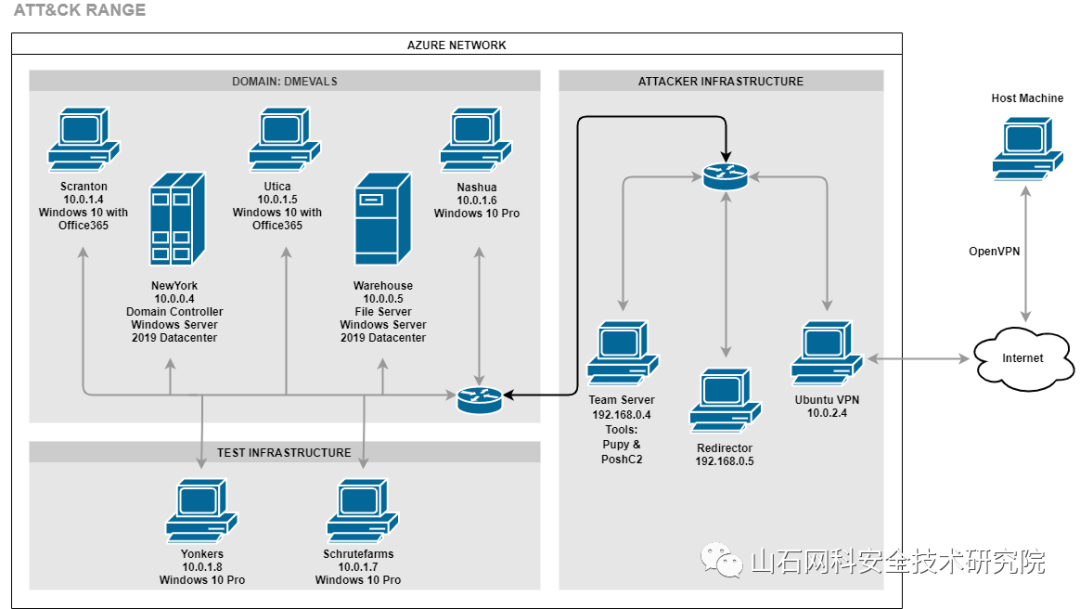 ATT&CK RANGE
AZURE NETWORK
DOMAIN: DMEVALS
ATTACKER INFRASTRUCTURE
Host Machine
Scranton
10.0.1.4
Windows 10 with
Office365
Utica
10.0.1.5
Windows 10 with
Office365
Nashua
10.0.1.6
Windows 10 Pro
NewYork
10.0.0.4
Domain Controller
Windows Server
2019 Datacenter
Warehouse
10.0.0.5
File Server
Windows Server
2019 Datacenter
OpenVPN
Internet
Team Server
192.168.0.4
Tools:
Pupy &
PoshC2
Redirector
192.168.0.5
Ubuntu VPN
10.0.2.4
TEST INFRASTRUCTURE
Yonkers
10.0.1.8
Windows 10 Pro
Schrutefarms
10.0.1.7
Windows 10 Pro
山石网科安全技术研究院